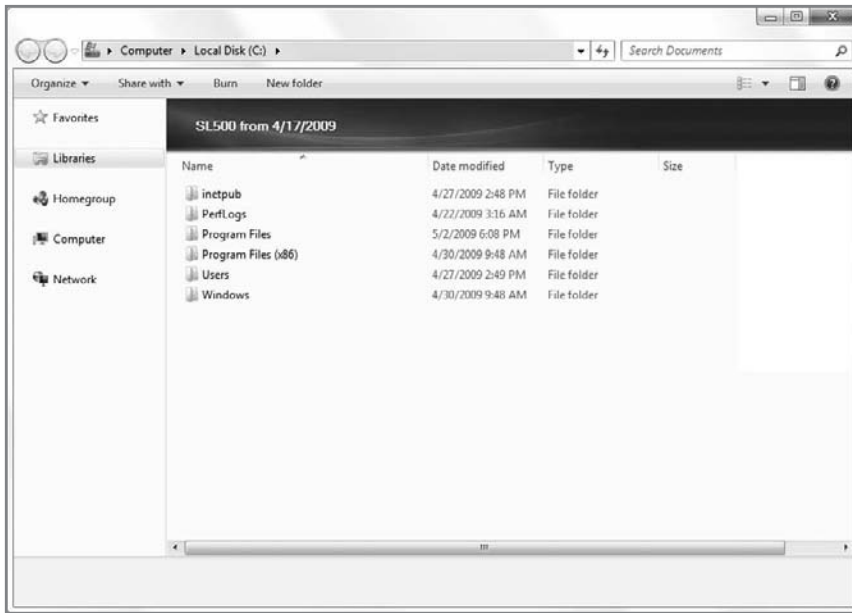 Computer ▸ Local Disk (C:) ▸
Search Documents
Organize ▾ Share with ▾ Burn New folder
Favorites
Libraries
Homegroup
Computer
Network
SL500 from 4/17/2009
Name Date modified Type Size
inetpub 4/27/2009 2:48 PM File folder
PerfLogs 4/22/2009 3:16 AM File folder
Program Files 5/2/2009 6:08 PM File folder
Program Files (x86) 4/30/2009 9:48 AM File folder
Users 4/27/2009 2:49 PM File folder
Windows 4/30/2009 9:48 AM File folder